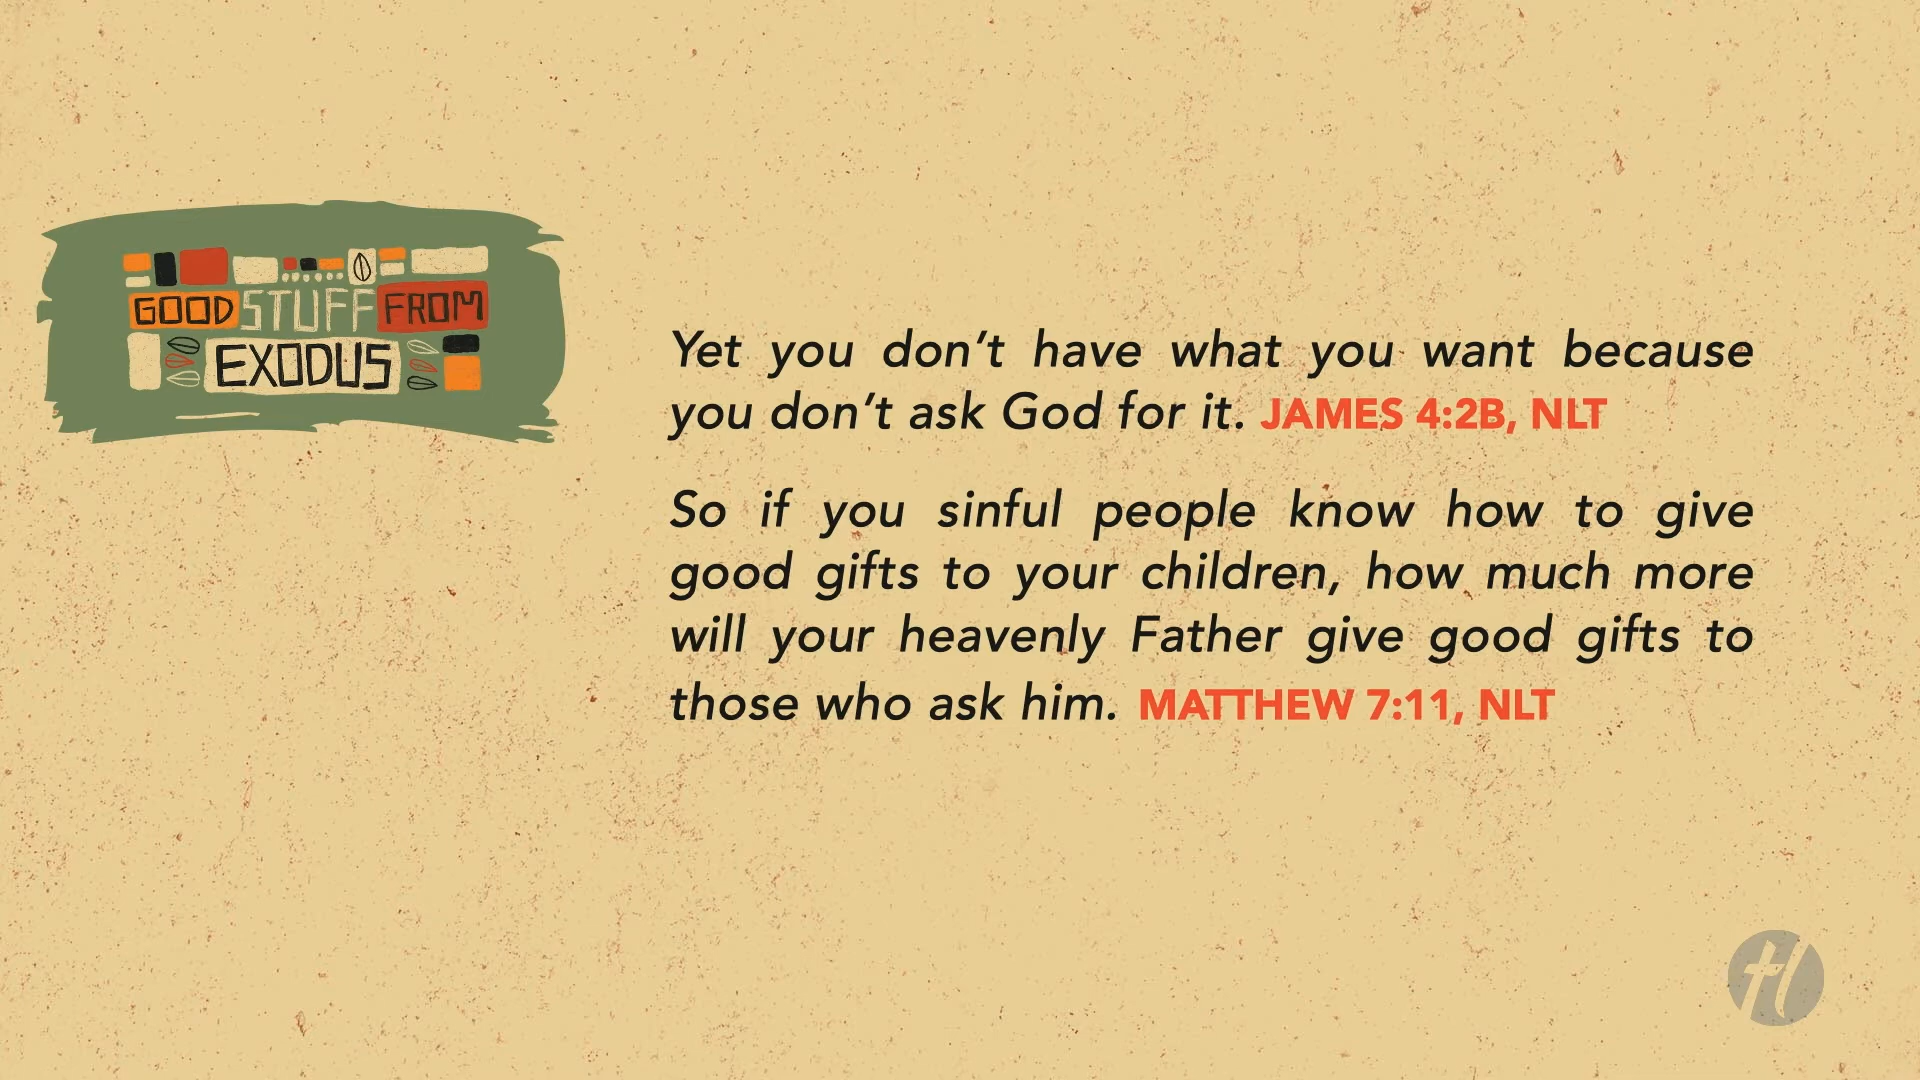 GOOD STUFF FROM
EXODUS
Yet you don’t have what you want because
you don’t ask God for it. JAMES 4:2B, NLT
So if you sinful people know how to give
good gifts to your children, how much more
will your heavenly Father give good gifts to
those who ask him. MATTHEW 7:11, NLT